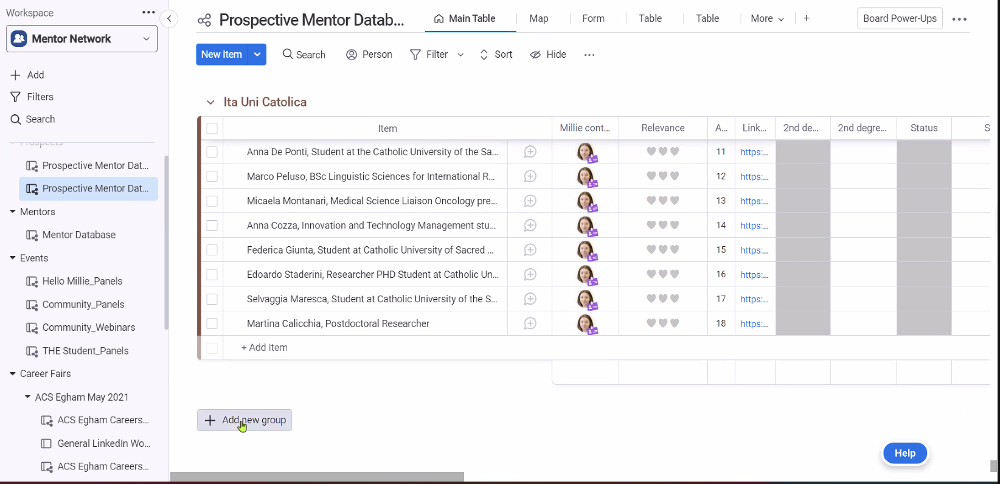 Workspace
Mentor Network
Add
Filters
Search
Prospects
Prospective Mentor Dat...
Prospective Mentor Dat...
Mentors
Mentor Database
Events
Hello Millie_Panels
Community_Panels
Community_Webinars
THE Student_Panels
Career Fairs
ACS Egham May 2021
ACS Egham Careers...
General LinkedIn Wo...
ACS Egham Careers...
Prospective Mentor Datab... Main Table Map Form Table Table More + Board Power-Ups
New Item Search Person Filter Sort Hide
Ita Uni Catolica
Item Millie cont... Relevance A... Link... 2nd de... 2nd degre... Status S
Anna De Ponti, Student at the Catholic University of the Sa... 11 https:...
Marco Peluso, BSc Linguistic Sciences for International R... 12 https:...
Micaela Montanari, Medical Science Liaison Oncology pre... 13 https:...
Anna Cozza, Innovation and Technology Management stu... 14 https:...
Federica Giunta, Student at Catholic University of Sacred ... 15 https:...
Edoardo Staderini, Researcher PHD Student at Catholic Un... 16 https:...
Selvaggia Maresca, Student at Catholic University of the S... 17 https:...
Martina Calicchia, Postdoctoral Researcher 18 https:...
+ Add Item
+ Add new group
Help